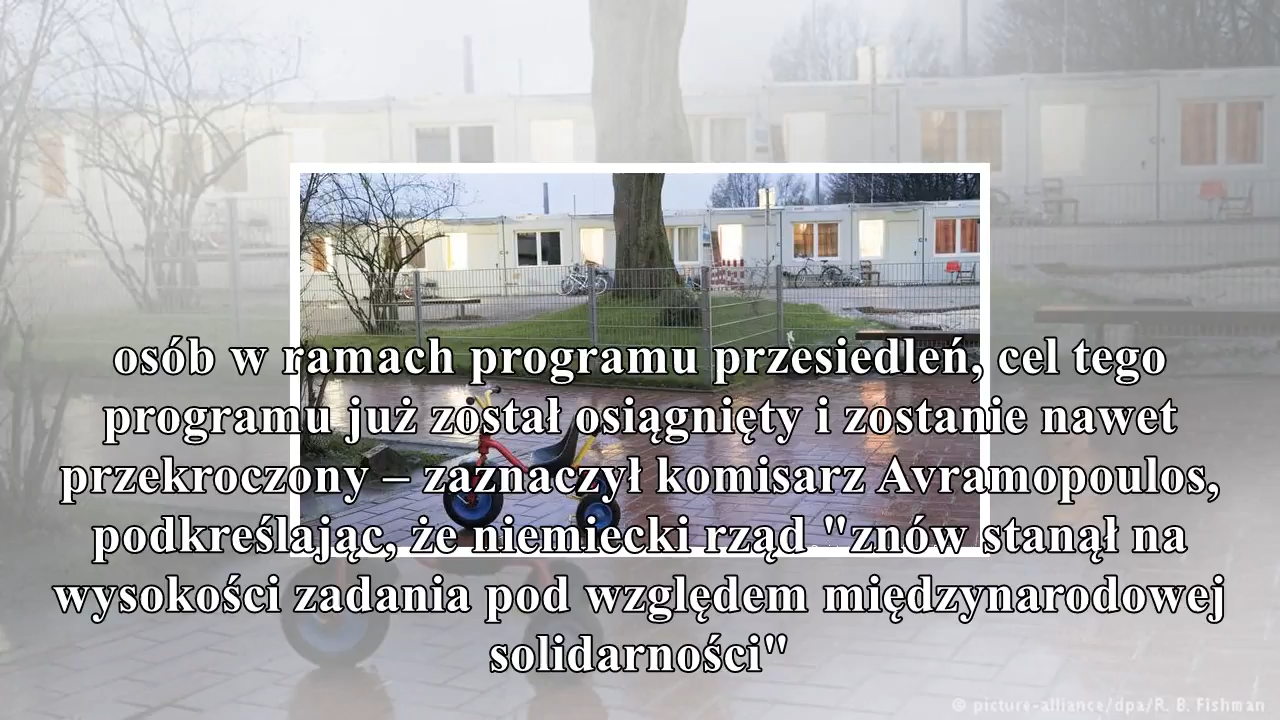 osób w ramach programu przesiedleń, cel tego
programu już został osiągnięty i zostanie nawet
przekroczony – zaznaczył komisarz Avramopoulos,
podkreślając, że niemiecki rząd "znów stanął na
wysokości zadania pod względem międzynarodowej
solidarności"
© picture-alliance/dpa/R. B. Fishman